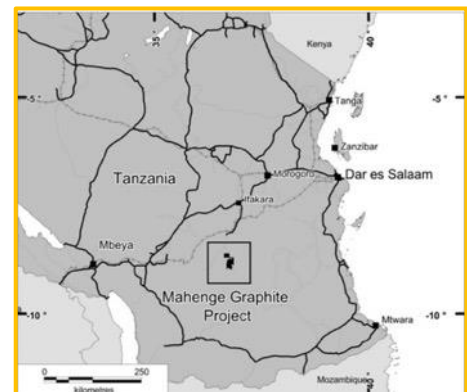 35
40
Kenya
-5
-5
Tanga
Zanzibar
Morogoro
Dar es Salaam
Tanzania
Ifakara
Mbeya
Mahenge Graphite
Project
-10
-10
Mtwara
0
250
kilometres
Mozambique